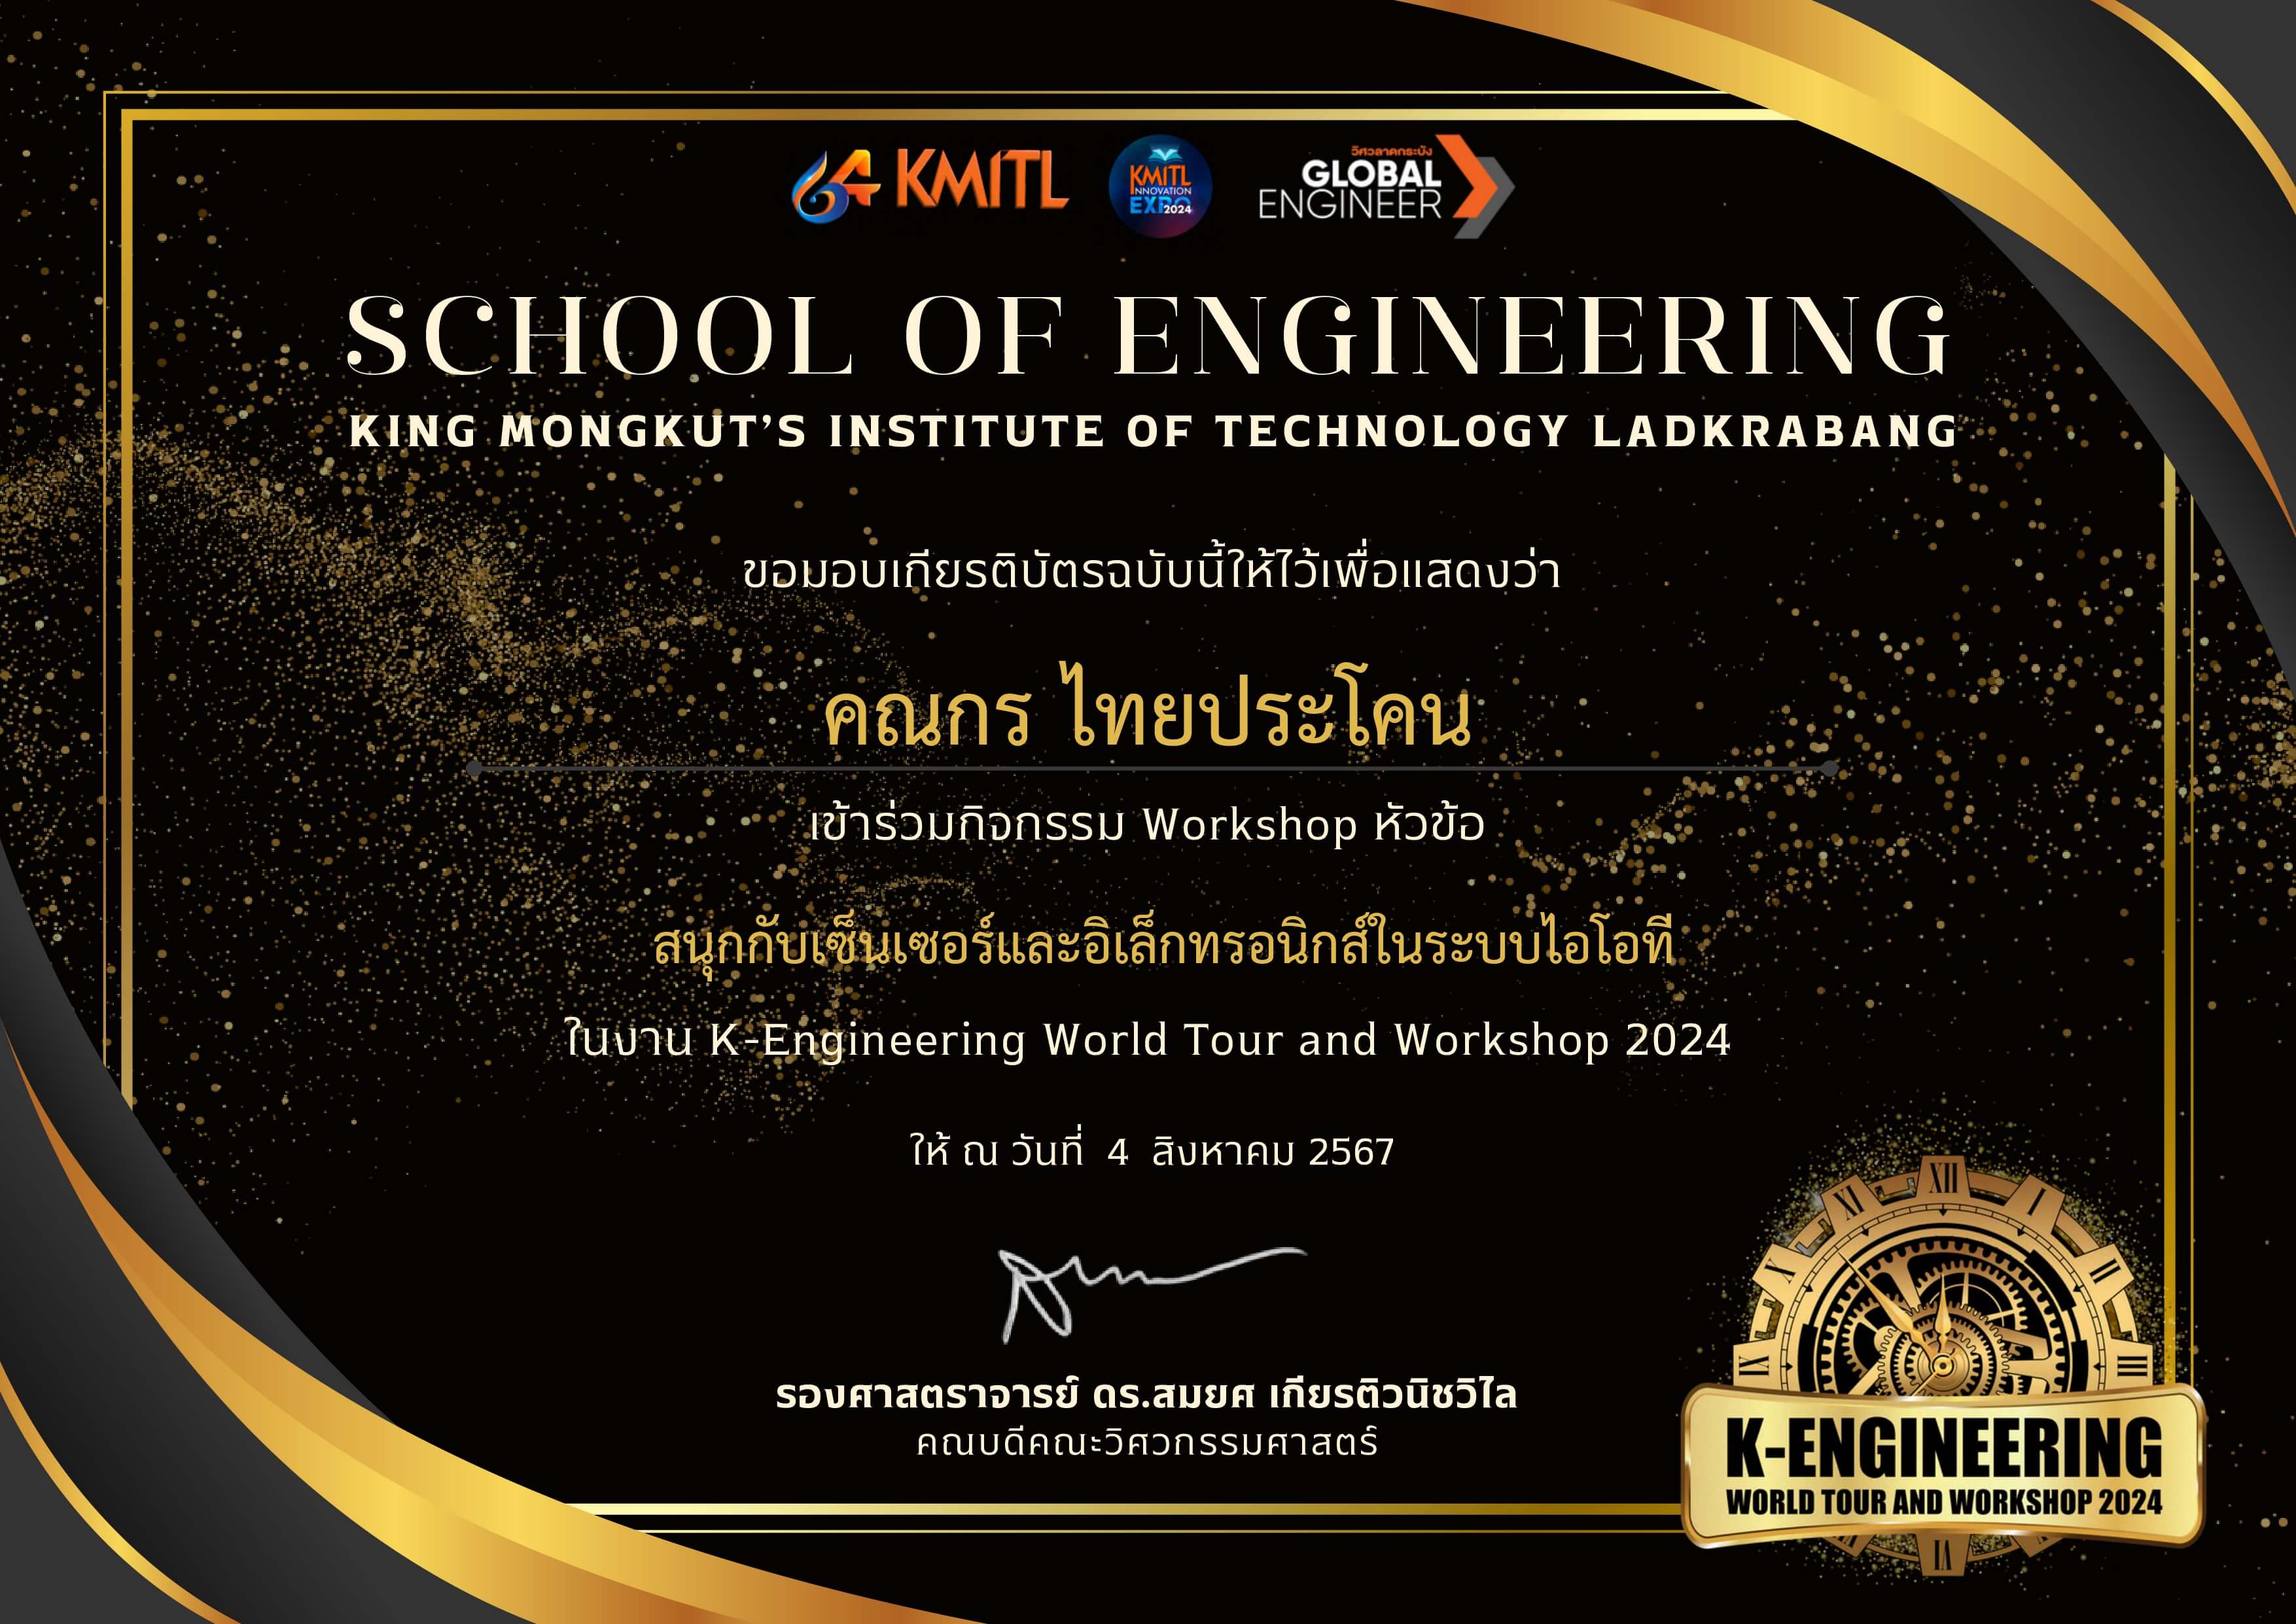 64 KMITL
KMITL
INNOVATION
EXPO
2024
วิศวลาดกระบัง
GLOBAL
ENGINEER
SCHOOL OF ENGINEERING
KING MONGKUT’S INSTITUTE OF TECHNOLOGY LADKRABANG
ขอมอบเกียรติบัตรฉบับนี้ให้ไว้เพื่อแสดงว่า
คณกร ไทยประโคน
เข้าร่วมกิจกรรม Workshop หัวข้อ
สนุกกับเซ็นเซอร์และอิเล็กทรอนิกส์ในระบบไอโอที
ในงาน K-Engineering World Tour and Workshop 2024
ให้ ณ วันที่ 4 สิงหาคม 2567
รองศาสตราจารย์ ดร.สมยศ เกียรติวนิชวิไล
คณบดีคณะวิศวกรรมศาสตร์
XII
XI I
X II
IX III
K-ENGINEERING
WORLD TOUR AND WORKSHOP 2024
VI